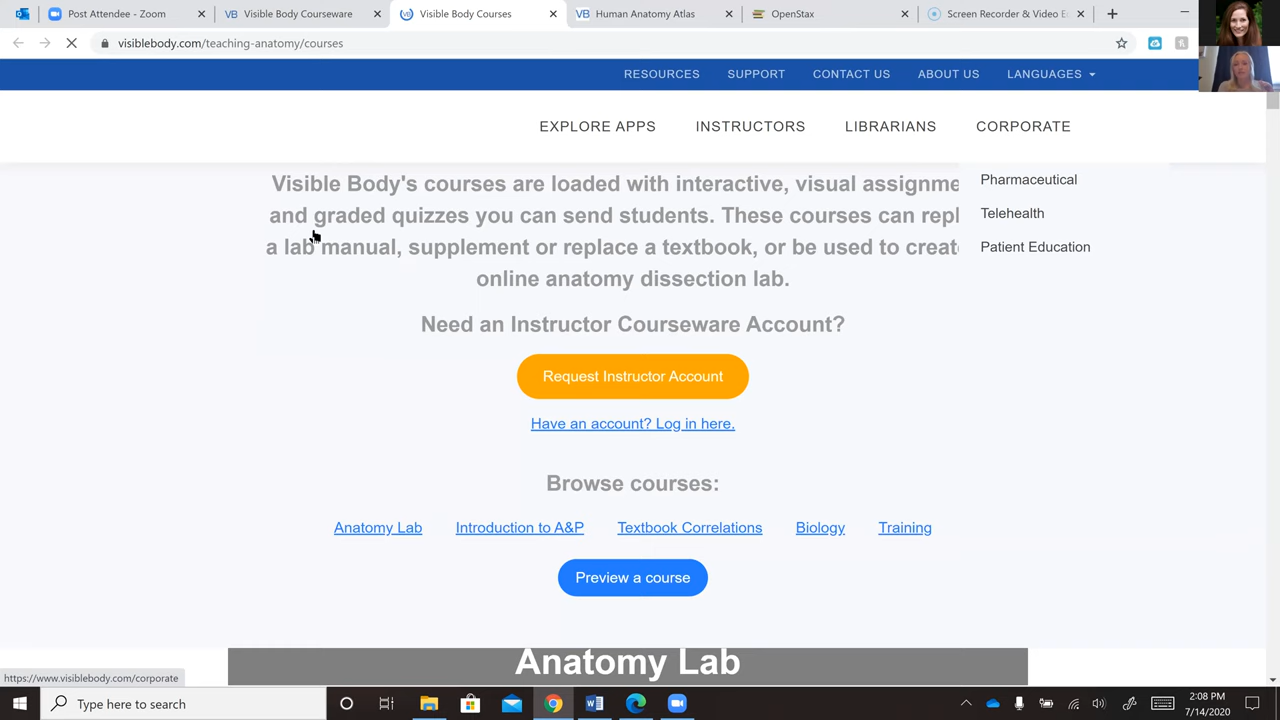 Post Attendee - Zoom
Visible Body Courseware
Visible Body Courses
Human Anatomy Atlas
OpenStax
Screen Recorder & Video E
visiblebody.com/teaching-anatomy/courses
RESOURCES SUPPORT CONTACT US ABOUT US LANGUAGES
EXPLORE APPS INSTRUCTORS LIBRARIANS CORPORATE
Pharmaceutical
Telehealth
Patient Education
Visible Body's courses are loaded with interactive, visual assignme
and graded quizzes you can send students. These courses can repl
a lab manual, supplement or replace a textbook, or be used to creat
online anatomy dissection lab.
Need an Instructor Courseware Account?
Request Instructor Account
Have an account? Log in here.
Browse courses:
Anatomy Lab Introduction to A&P Textbook Correlations Biology Training
Preview a course
Anatomy Lab
https://www.visiblebody.com/corporate
Type here to search
2:08 PM
7/14/2020